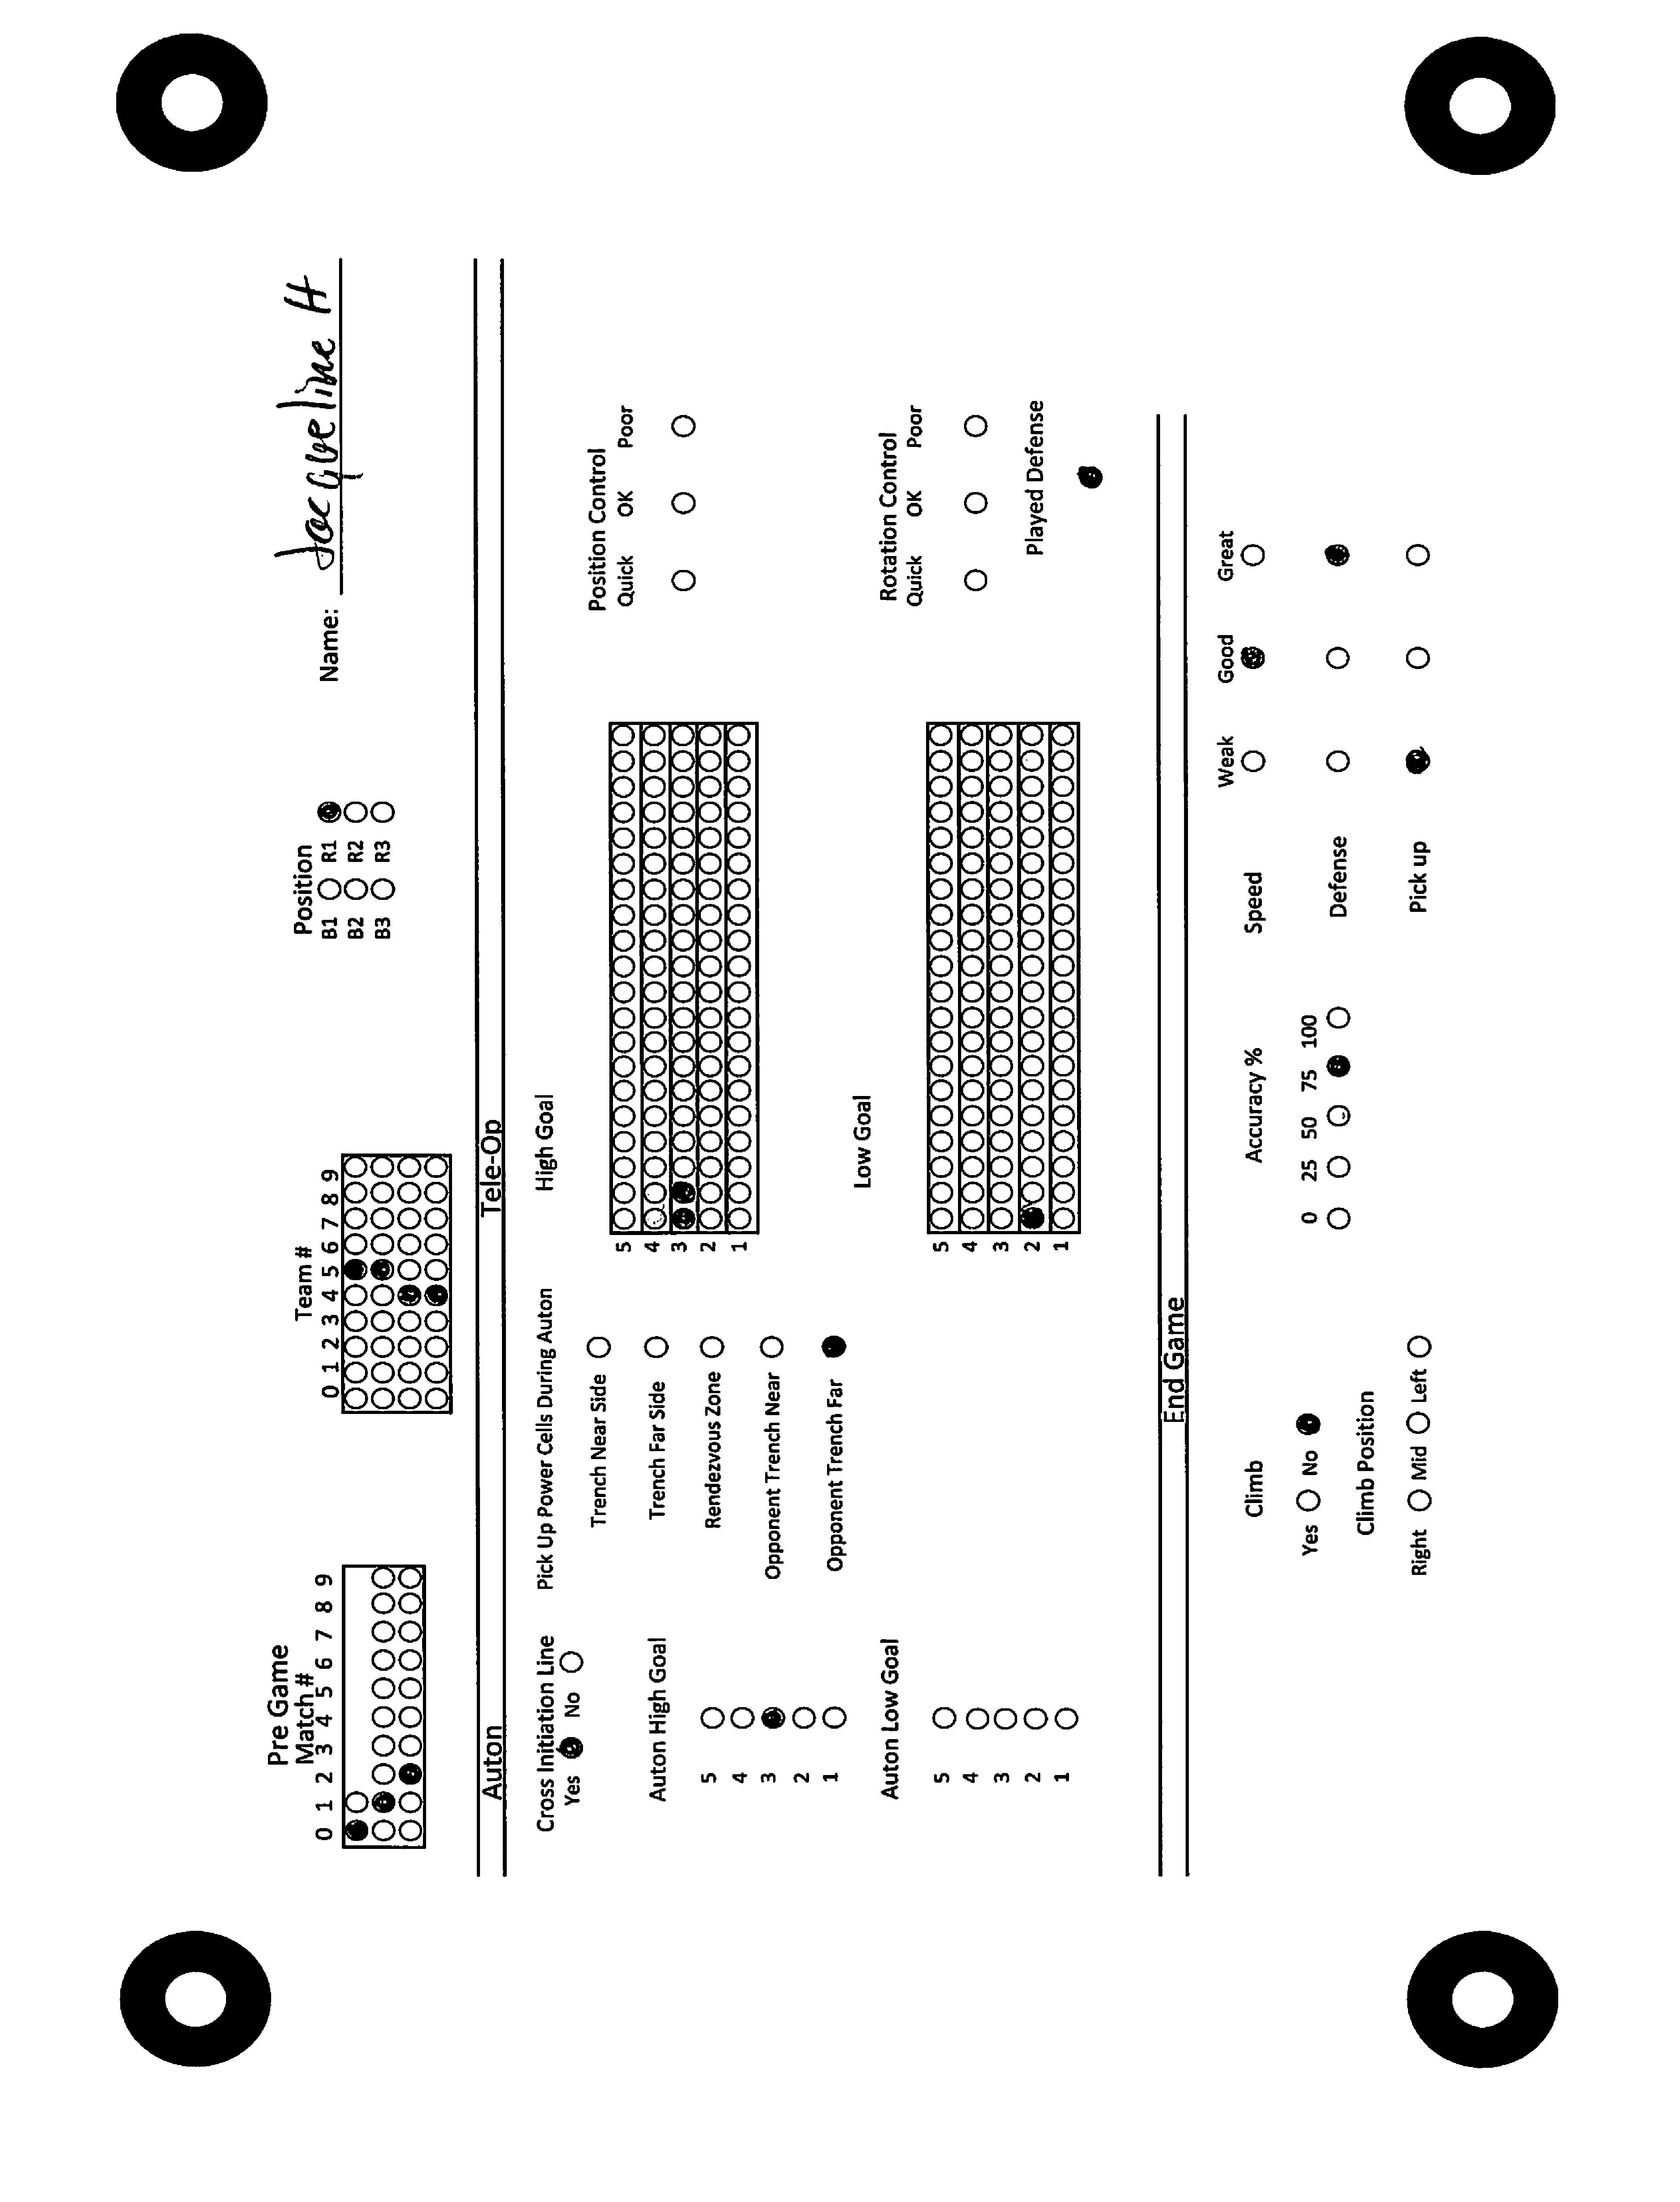 Pre Game
Match #
0 1 2 3 4 5 6 7 8 9
Team #
0 1 2 3 4 5 6 7 8 9
Position
B1 R1
B2 R2
B3 R3
Name: Jacqueline H
Auton
Tele-Op
Cross Initiation Line
Yes No
Auton High Goal
5
4
3
2
1
Auton Low Goal
5
4
3
2
1
Pick Up Power Cells During Auton
Trench Near Side
Trench Far Side
Rendezvous Zone
Opponent Trench Near
Opponent Trench Far
High Goal
5
4
3
2
1
Low Goal
5
4
3
2
1
Position Control
Quick OK Poor
Rotation Control
Quick OK Poor
Played Defense
End Game
Climb
Yes No
Climb Position
Right Mid Left
Accuracy %
0 25 50 75 100
Weak Good Great
Speed
Defense
Pick up